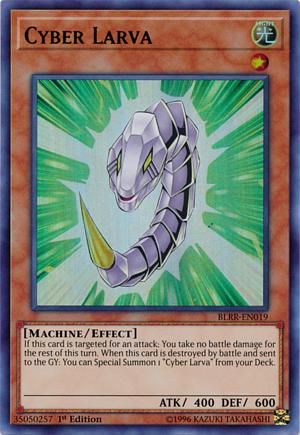 Cyber Larva
LIGHT
光
BLRR-EN019
[Machine/Effect]
If this card is targeted for an attack: You take no battle damage for
the rest of this turn. When this card is destroyed by battle and sent
to the GY: You can Special Summon 1 "Cyber Larva" from your Deck.
ATK/ 400 DEF/ 600
35050257 1st Edition ©1996 KAZUKI TAKAHASHI